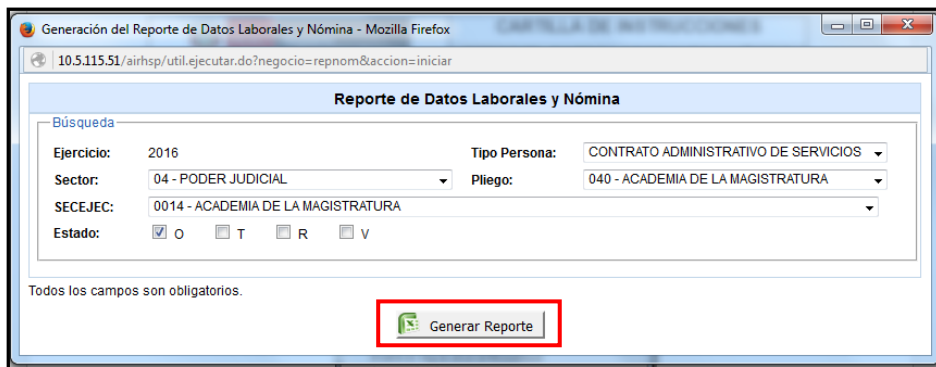 Generación del Reporte de Datos Laborales y Nómina - Mozilla Firefox
CARTILLA DE INSTRUCCIONES
10.5.115.51/airhsp/util.ejecutar.do?negocio=repnom&accion=iniciar
Reporte de Datos Laborales y Nómina
Búsqueda
Ejercicio: 2016 Tipo Persona: CONTRATO ADMINISTRATIVO DE SERVICIOS
Sector: 04 - PODER JUDICIAL Pliego: 040 - ACADEMIA DE LA MAGISTRATURA
SECEJEC: 0014 - ACADEMIA DE LA MAGISTRATURA
Estado: O T R V
Todos los campos son obligatorios.
Generar Reporte